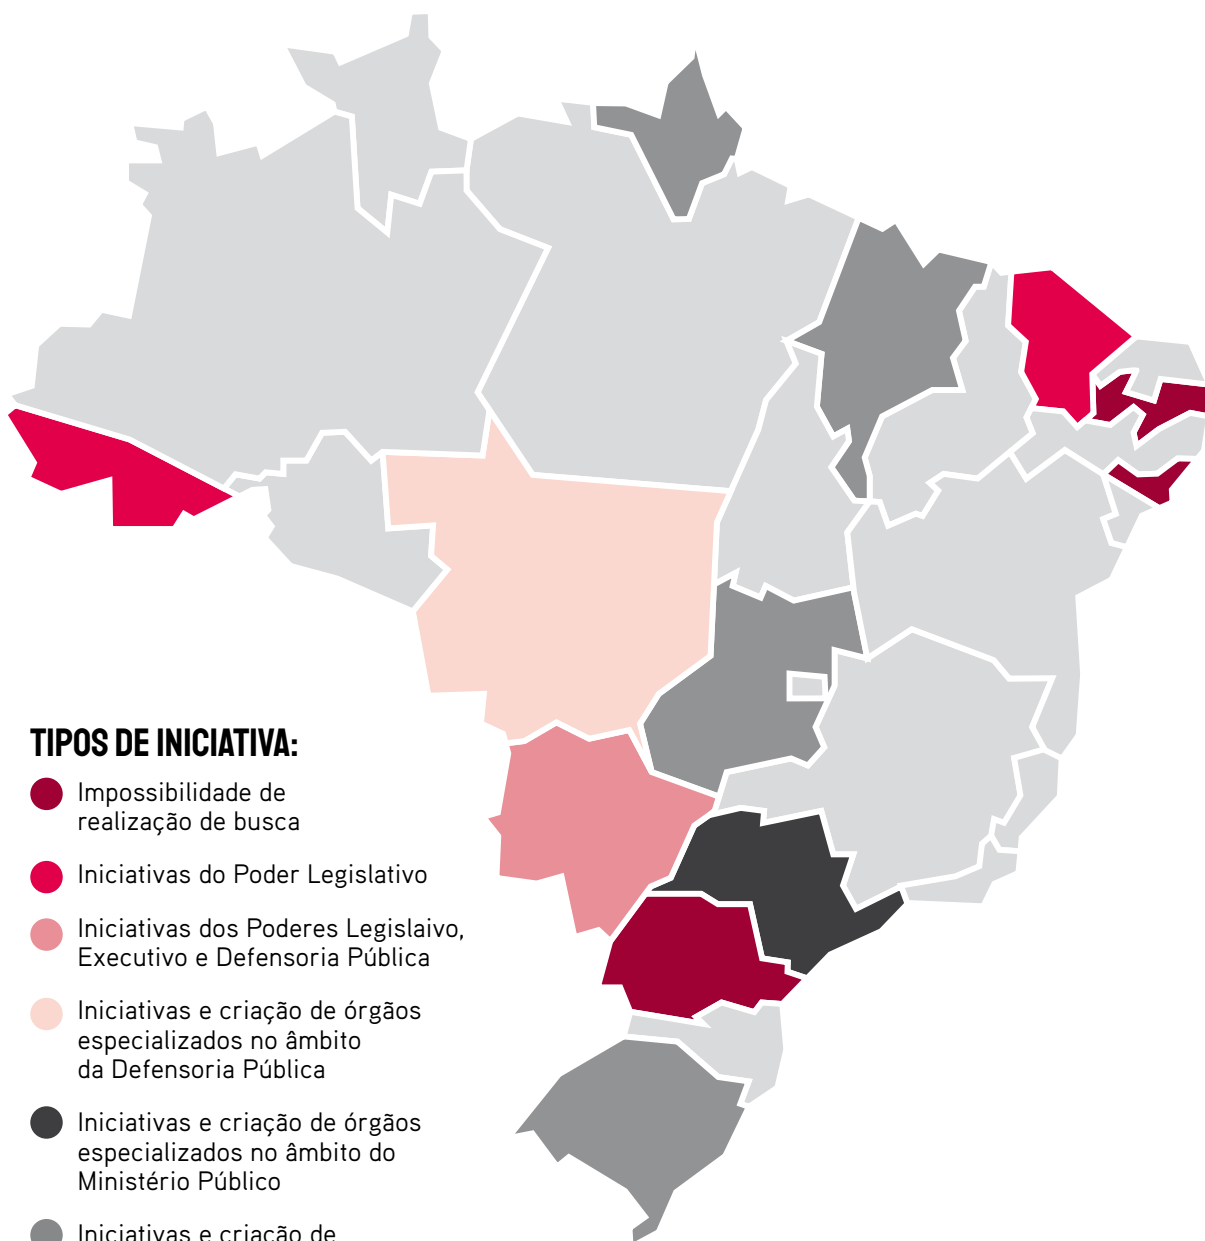 TIPOS DE INICIATIVA:
Impossibilidade de
realização de busca
Iniciativas do Poder Legislativo
Iniciativas dos Poderes Legislaivo,
Executivo e Defensoria Pública
Iniciativas e criação de órgãos
especializados no âmbito
da Defensoria Pública
Iniciativas e criação de órgãos
especializados no âmbito do
Ministério Público
Iniciativas e criação de